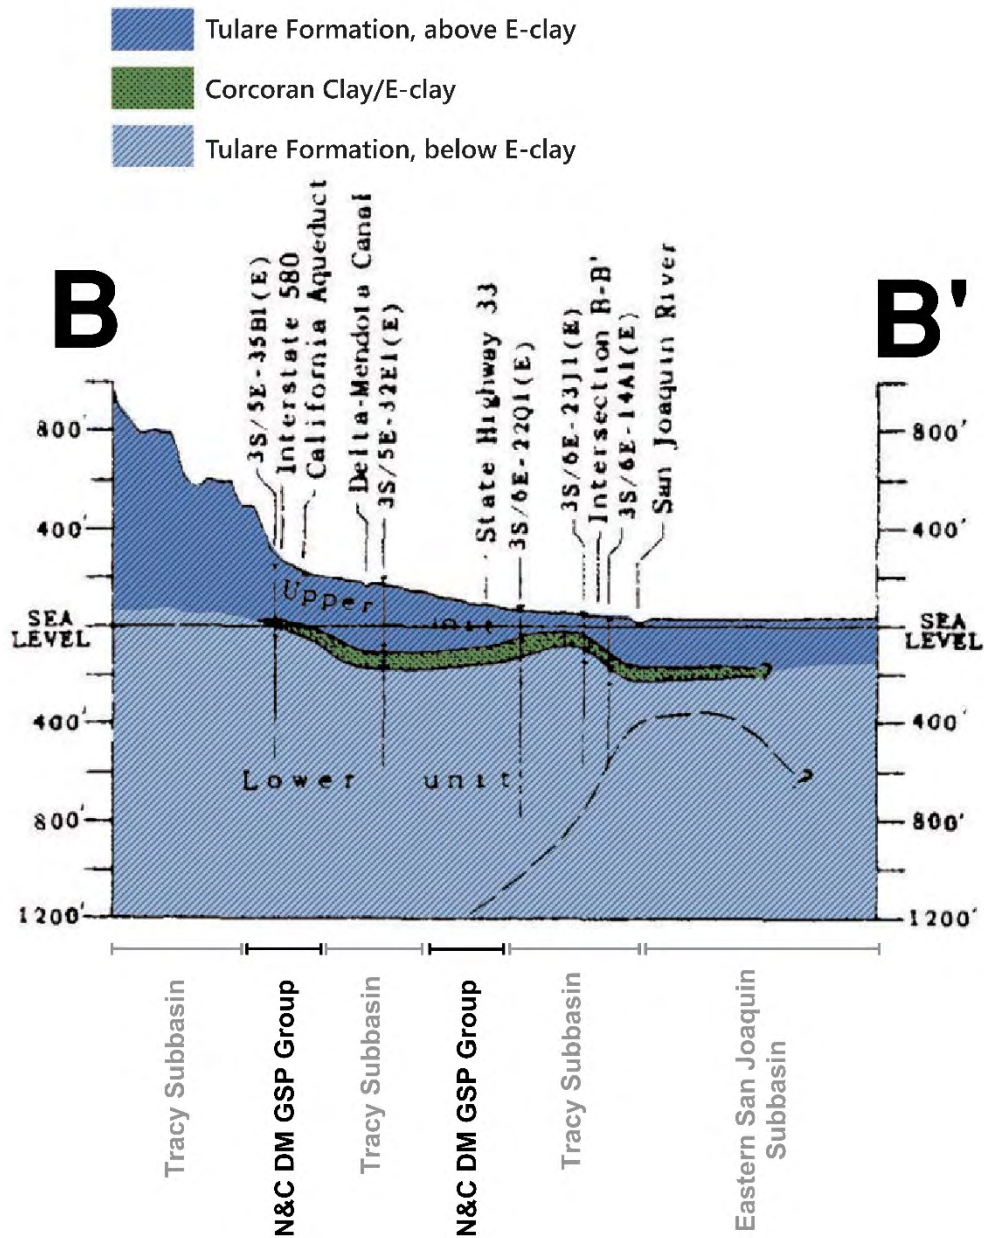 Tulare Formation, above E-clay
Corcoran Clay/E-clay
Tulare Formation, below E-clay
B
B'
3S/5E-35B1(E)
Interstate 580
California Aqueduct
Delta-Mendota Canal
3S/5E-32E1(E)
State Highway 33
3S/6E-22Q1(E)
3S/6E-23J1(E)
Intersection B-B'
3S/6E-14A1(E)
San Joaquin River
800'
800'
400'
400'
Upper
unit
SEA
LEVEL
SEA
LEVEL
400'
400'
Lower unit
?
?
800'
800'
1200'
1200'
Tracy Subbasin
N&C DM GSP Group
Tracy Subbasin
N&C DM GSP Group
Tracy Subbasin
Eastern San Joaquin
Subbasin